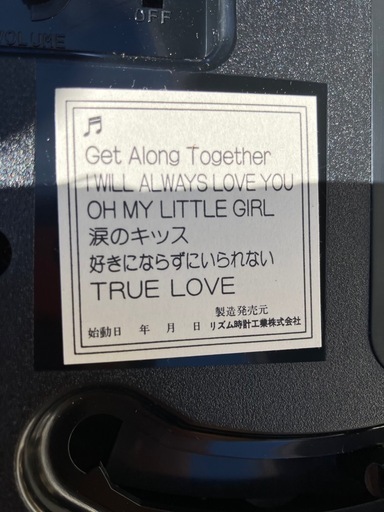 VOLUME
OFF
♬
Get Along Together
I WILL ALWAYS LOVE YOU
OH MY LITTLE GIRL
涙のキッス
好きにならずにいられない
TRUE LOVE
製造発売元
始動日　年　月　日　リズム時計工業株式会社